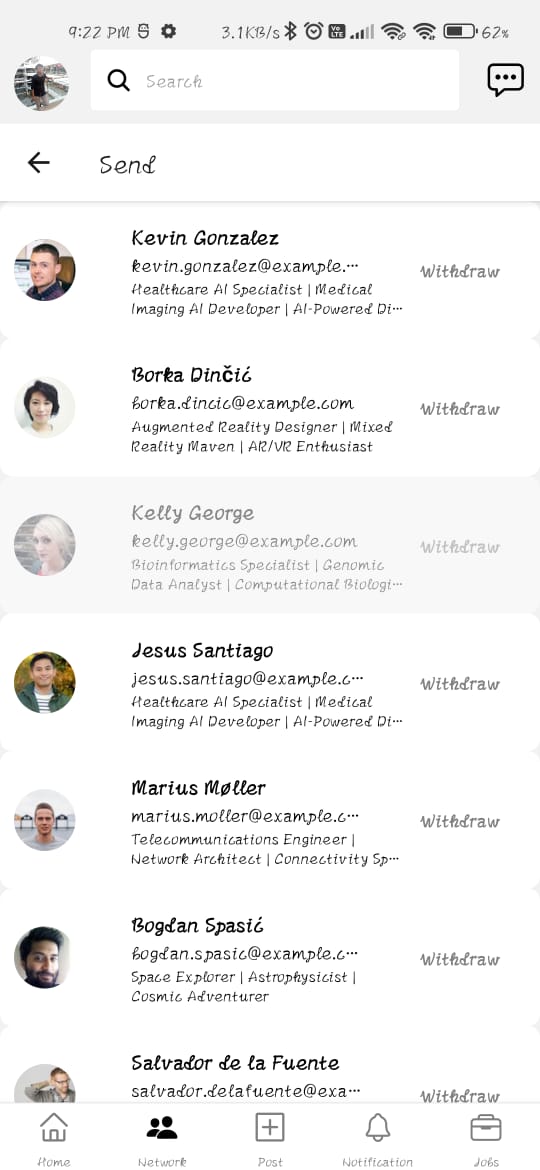 9:22 PM 3.1KB/s Vo LTE 62%
Search
Send
Kevin Gonzalez
kevin.gonzalez@example.···
Healthcare AI Specialist | Medical
Imaging AI Developer | AI-Powered Di···
Withdraw
Borka Dinčić
borka.dincic@example.com
Augmented Reality Designer | Mixed
Reality Maven | AR/VR Enthusiast
Withdraw
Kelly George
kelly.george@example.com
Bioinformatics Specialist | Genomic
Data Analyst | Computational Biologi···
Withdraw
Jesus Santiago
jesus.santiago@example.c···
Healthcare AI Specialist | Medical
Imaging AI Developer | AI-Powered Di···
Withdraw
Marius Møller
marius.moller@example.c···
Telecommunications Engineer |
Network Architect | Connectivity Sp···
Withdraw
Bogdan Spasić
bogdan.spasic@example.c···
Space Explorer | Astrophysicist |
Cosmic Adventurer
Withdraw
Salvador de la Fuente
salvador.delafuente@exa···
Withdraw
Home Network Post Notification Jobs